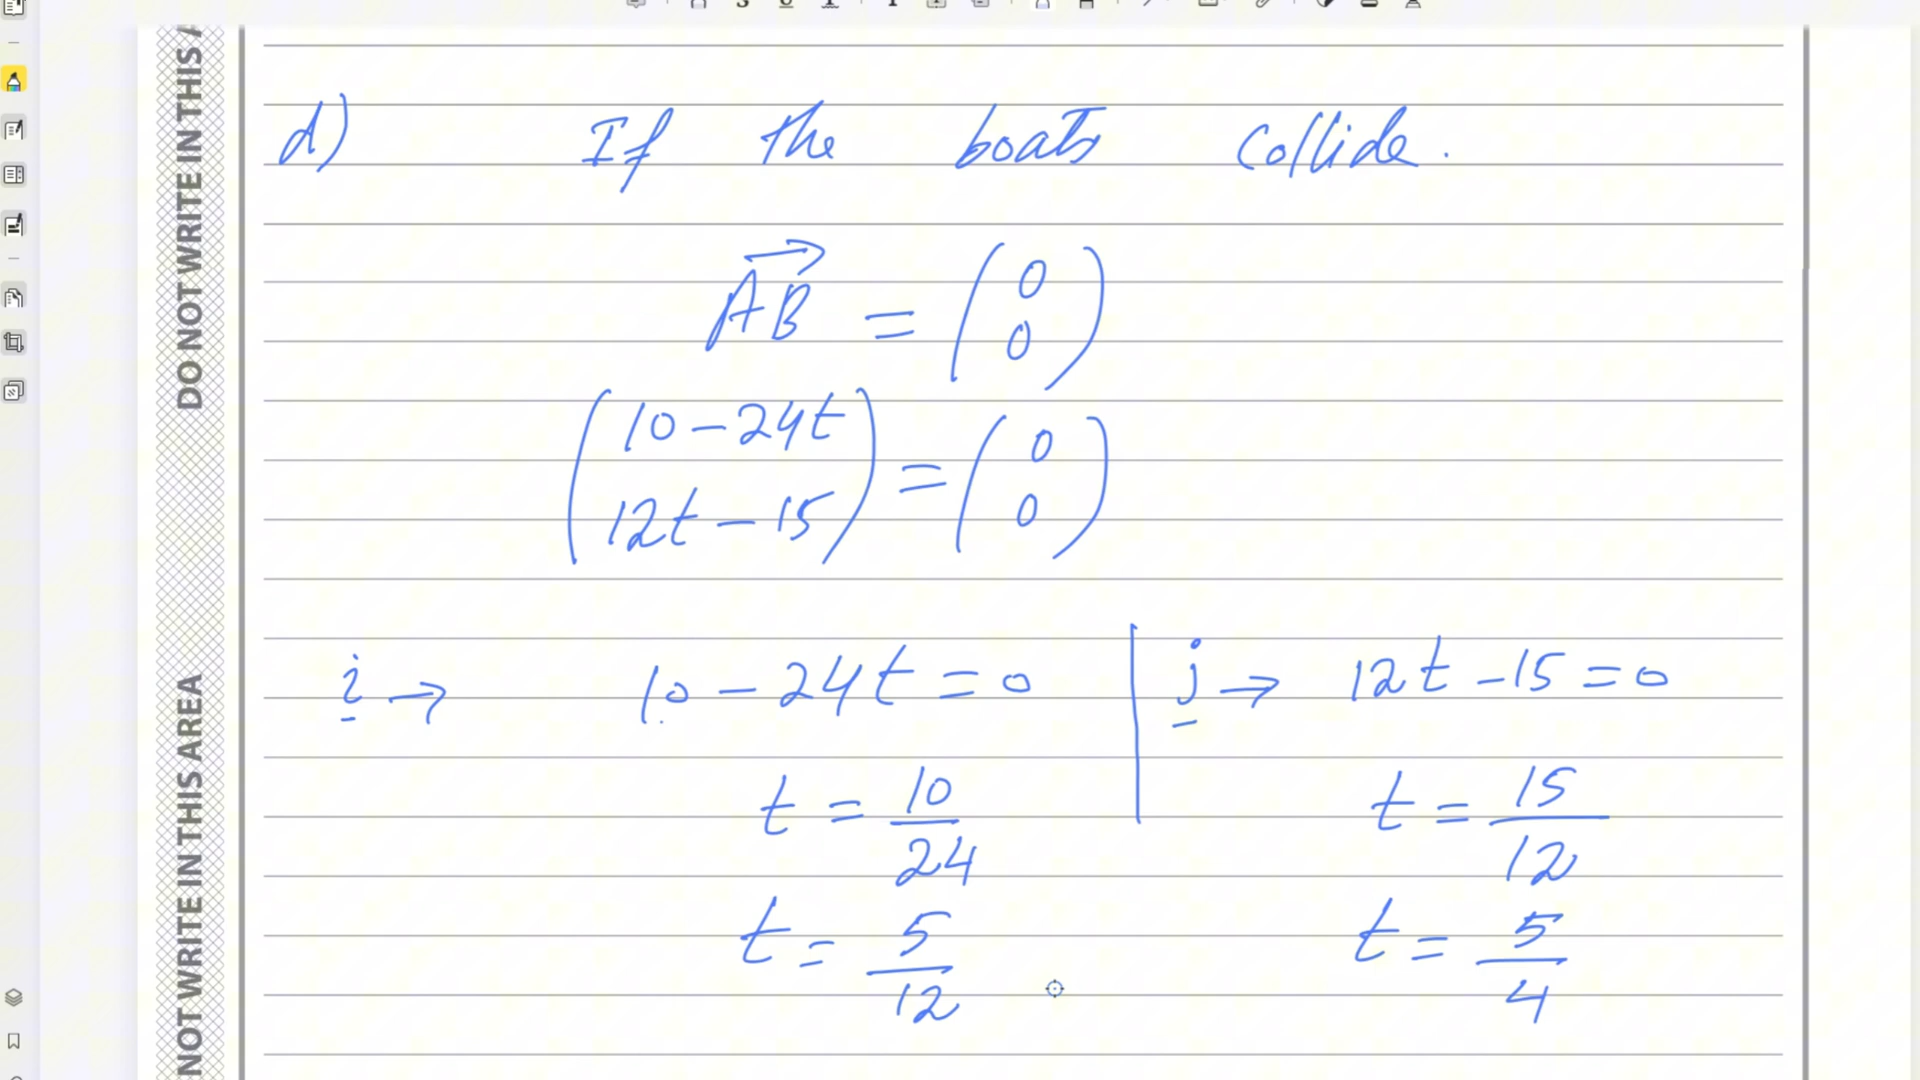 DO NOT WRITE IN THIS A
NOT WRITE IN THIS AREA
d) If the boats collide.
AB = (0 0)
(10-24t 12t-15) = (0 0)
i → 10-24t=0 | j → 12t-15=0
t = 10/24 t = 15/12
t = 5/12 t = 5/4